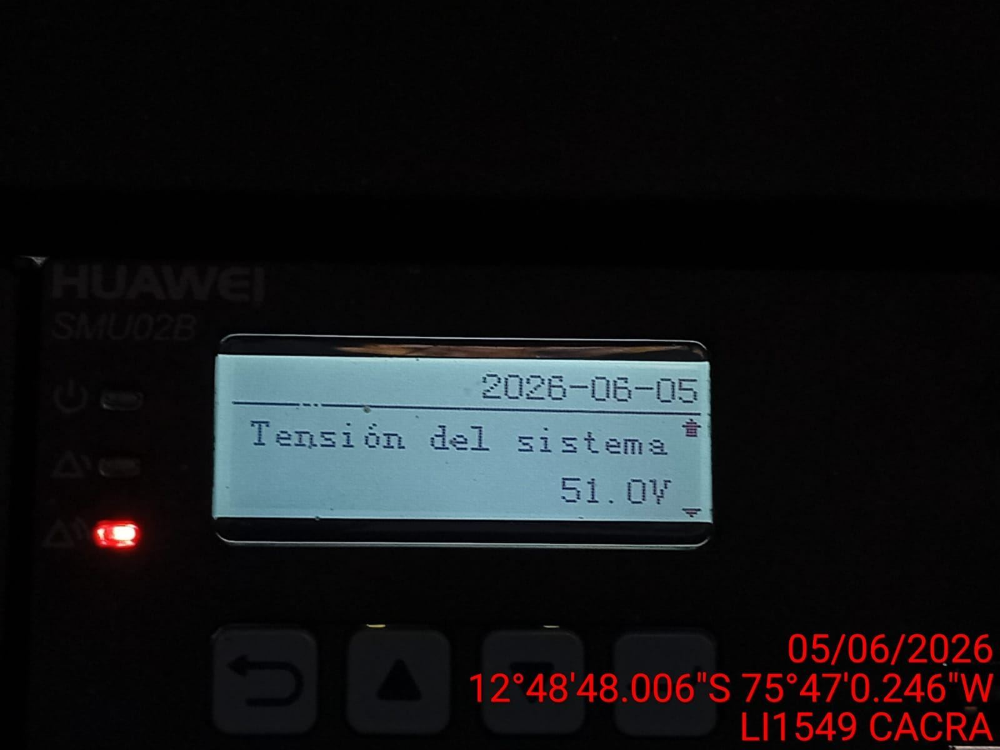 HUAWEI
SMU02B
2026-06-05
Tensión del sistema
51.0V
05/06/2026
12°48'48.006"S 75°47'0.246"W
LI1549 CACRA